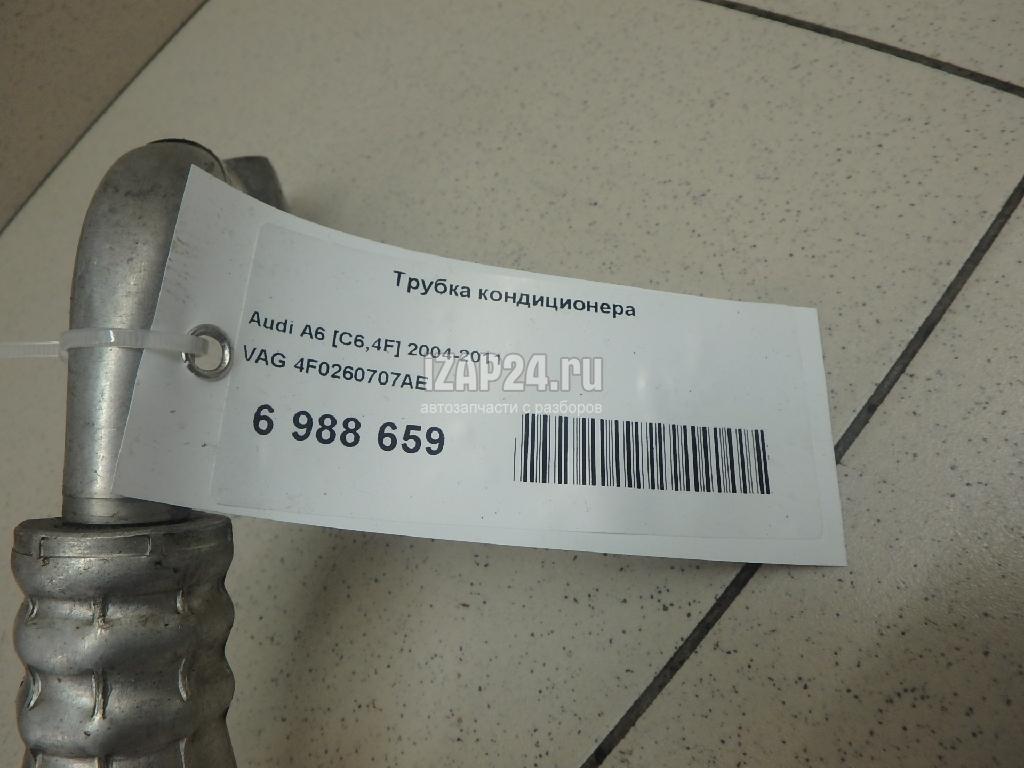 Трубка кондиционера
Audi A6 [C6,4F] 2004-2011
VAG 4F0260707AE
IZAP24.ru
автозапчасти с разборов
6 988 659